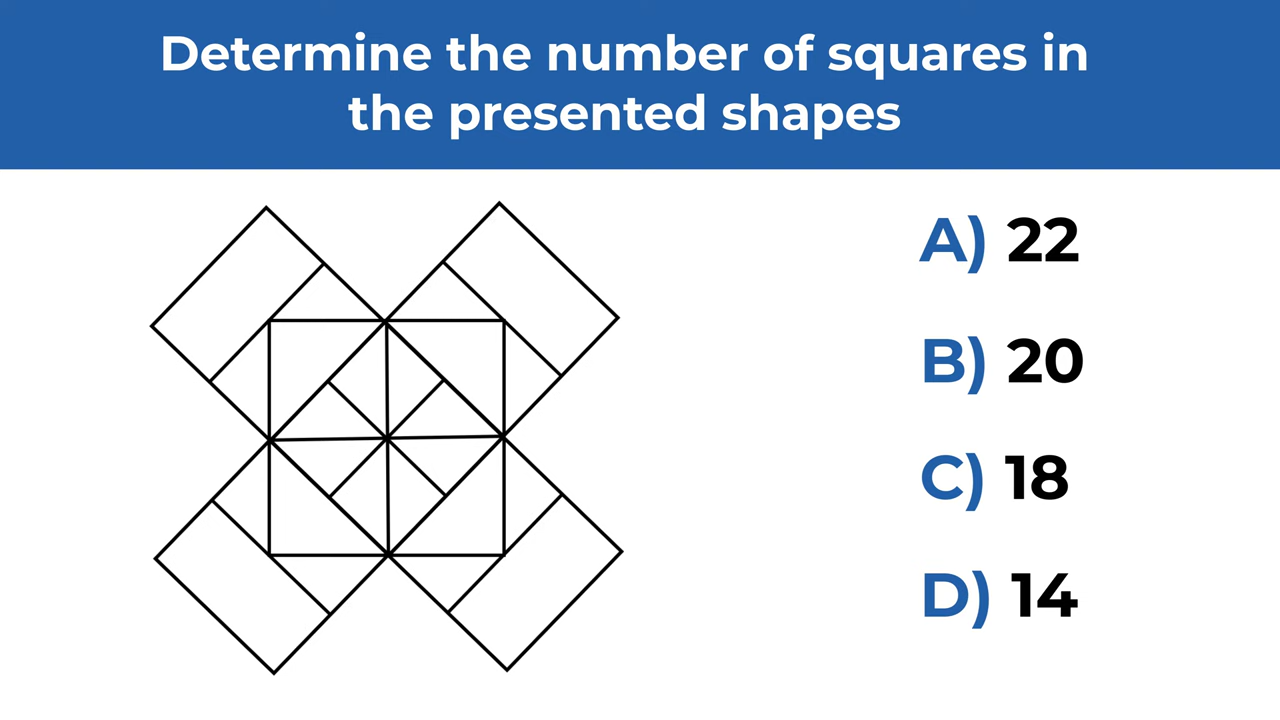 Determine the number of squares in
the presented shapes
A) 22
B) 20
C) 18
D) 14